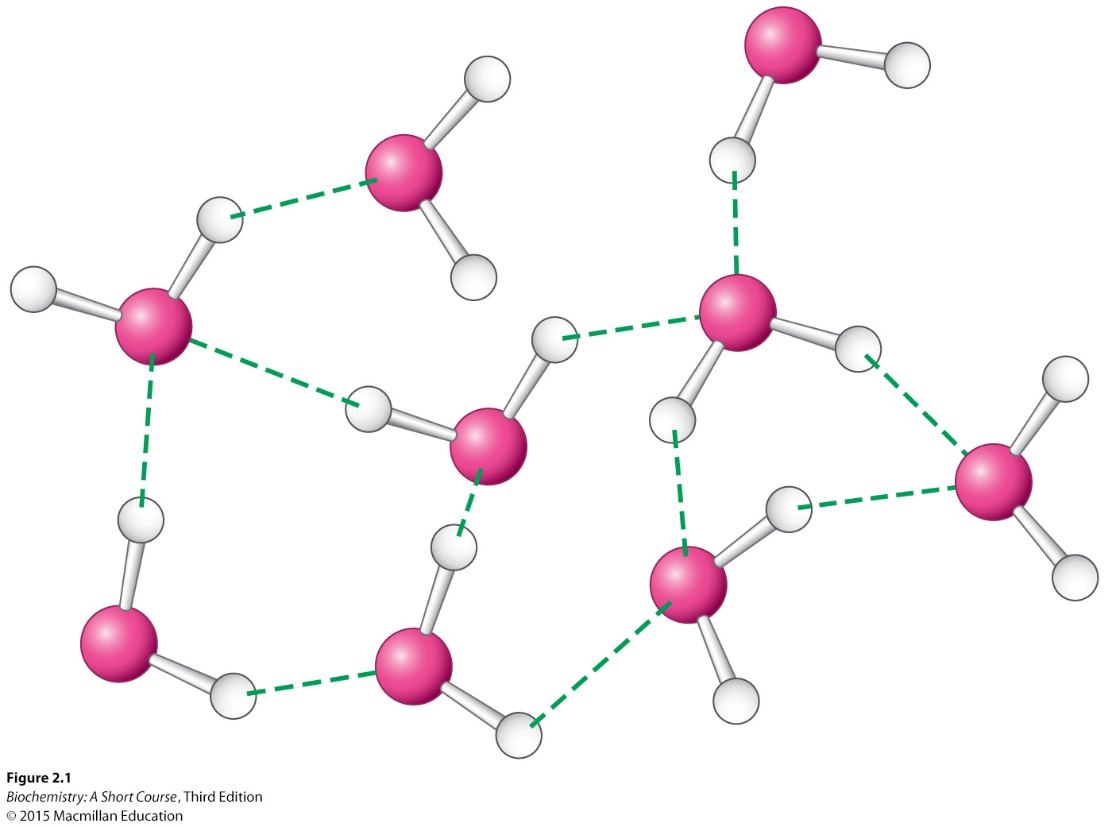 Figure 2.1
Biochemistry: A Short Course, Third Edition
© 2015 Macmillan Education